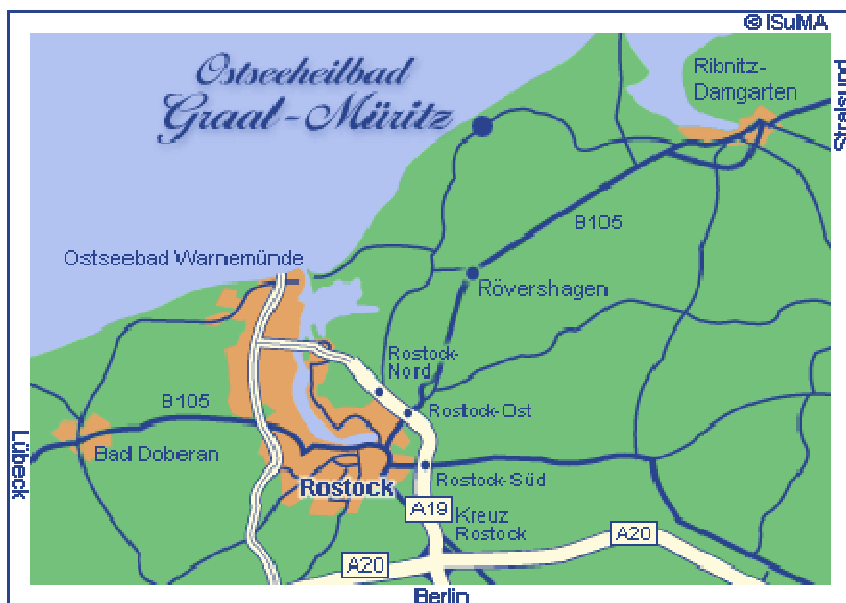 © ISuMA
Ostseeheilbad
Graal-Müritz
Ribnitz-
Damgarten
Stralsund
B105
Ostseebad Warnemünde
Rövershagen
Rostock-
Nord
B105
Rostock-Ost
Lübeck
Bad Doberan
Rostock
Rostock-Süd
A19
Kreuz
Rostock
A20
A20
Berlin